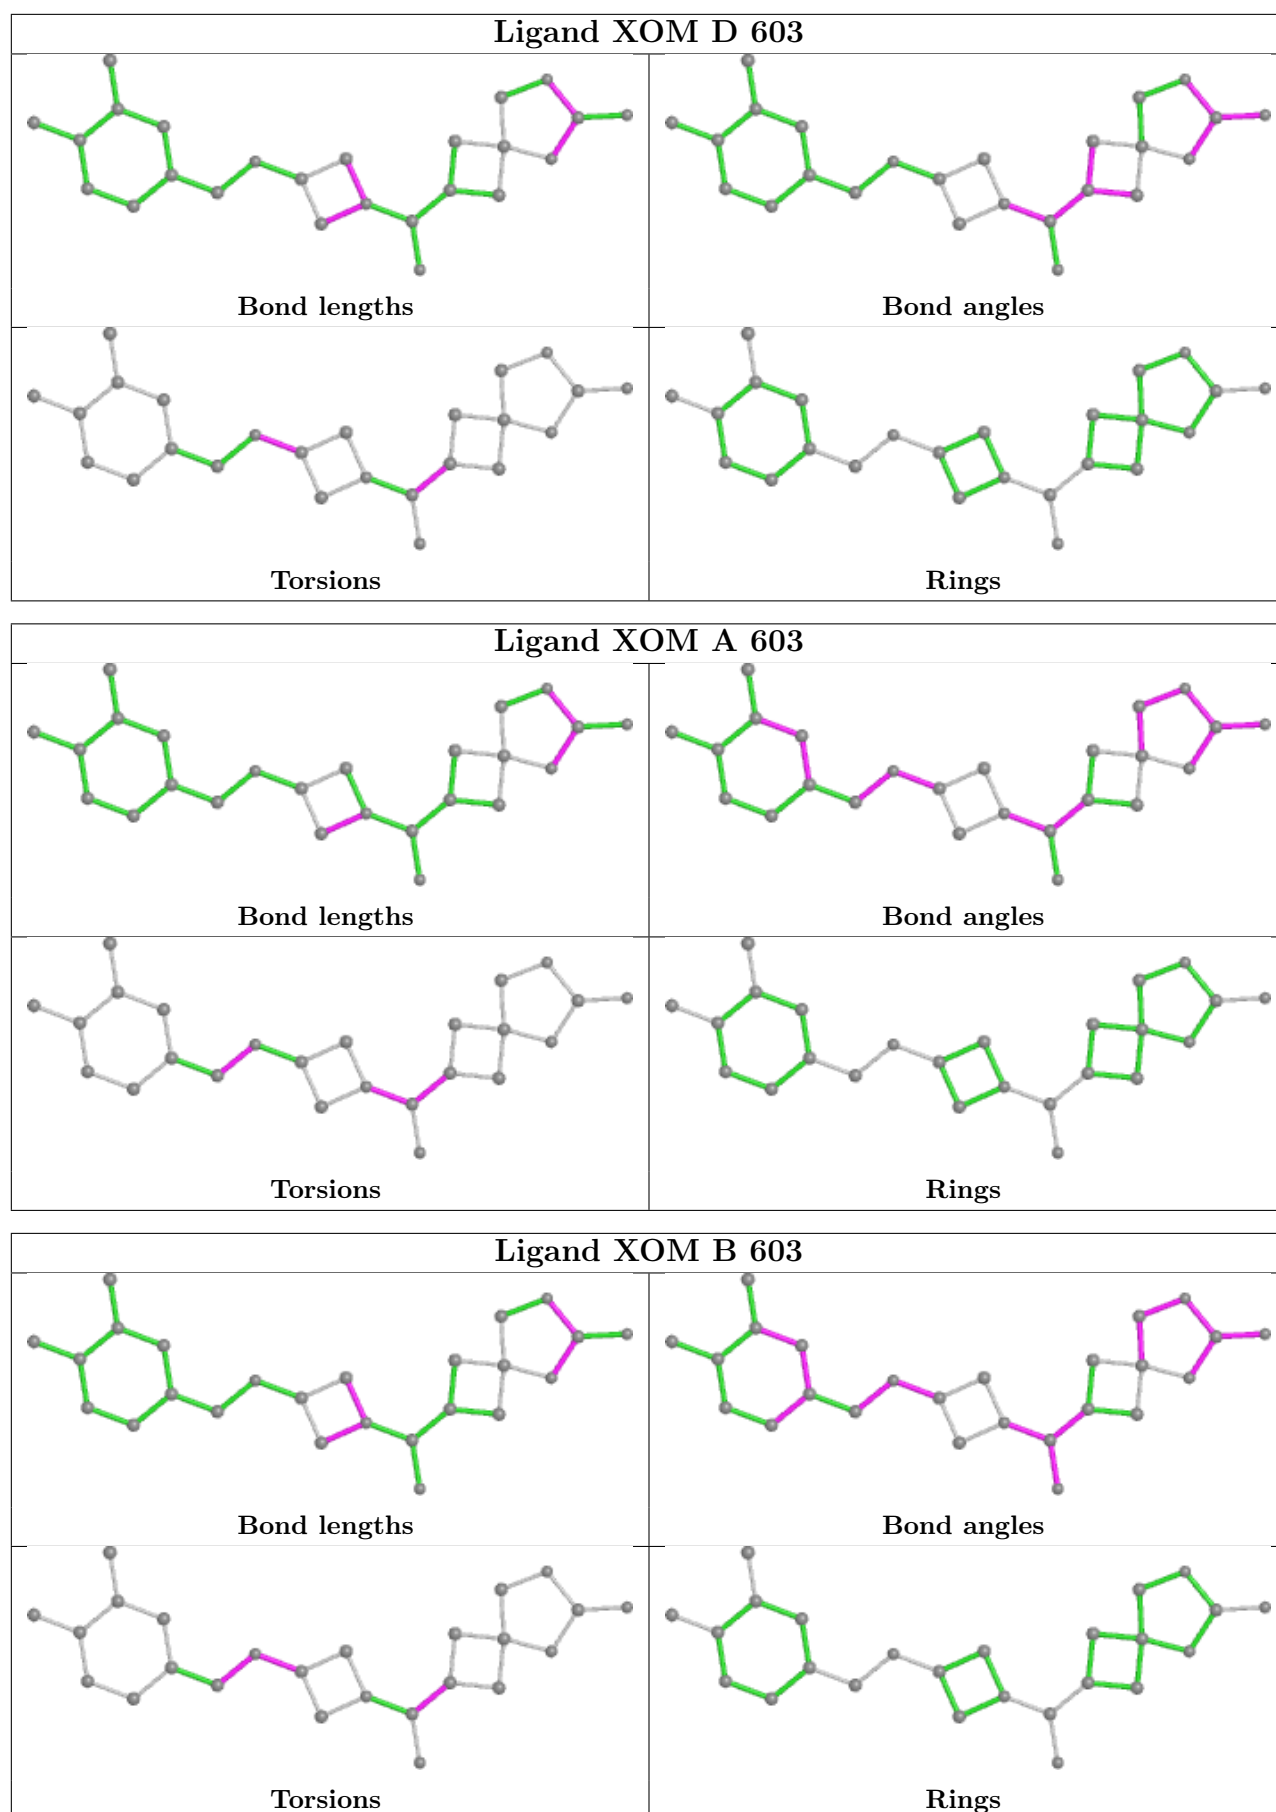 Ligand XOM D 603
Bond lengths
Bond angles
Torsions
Rings
Ligand XOM A 603
Bond lengths
Bond angles
Torsions
Rings
Ligand XOM B 603
Bond lengths
Bond angles
Torsions
Rings